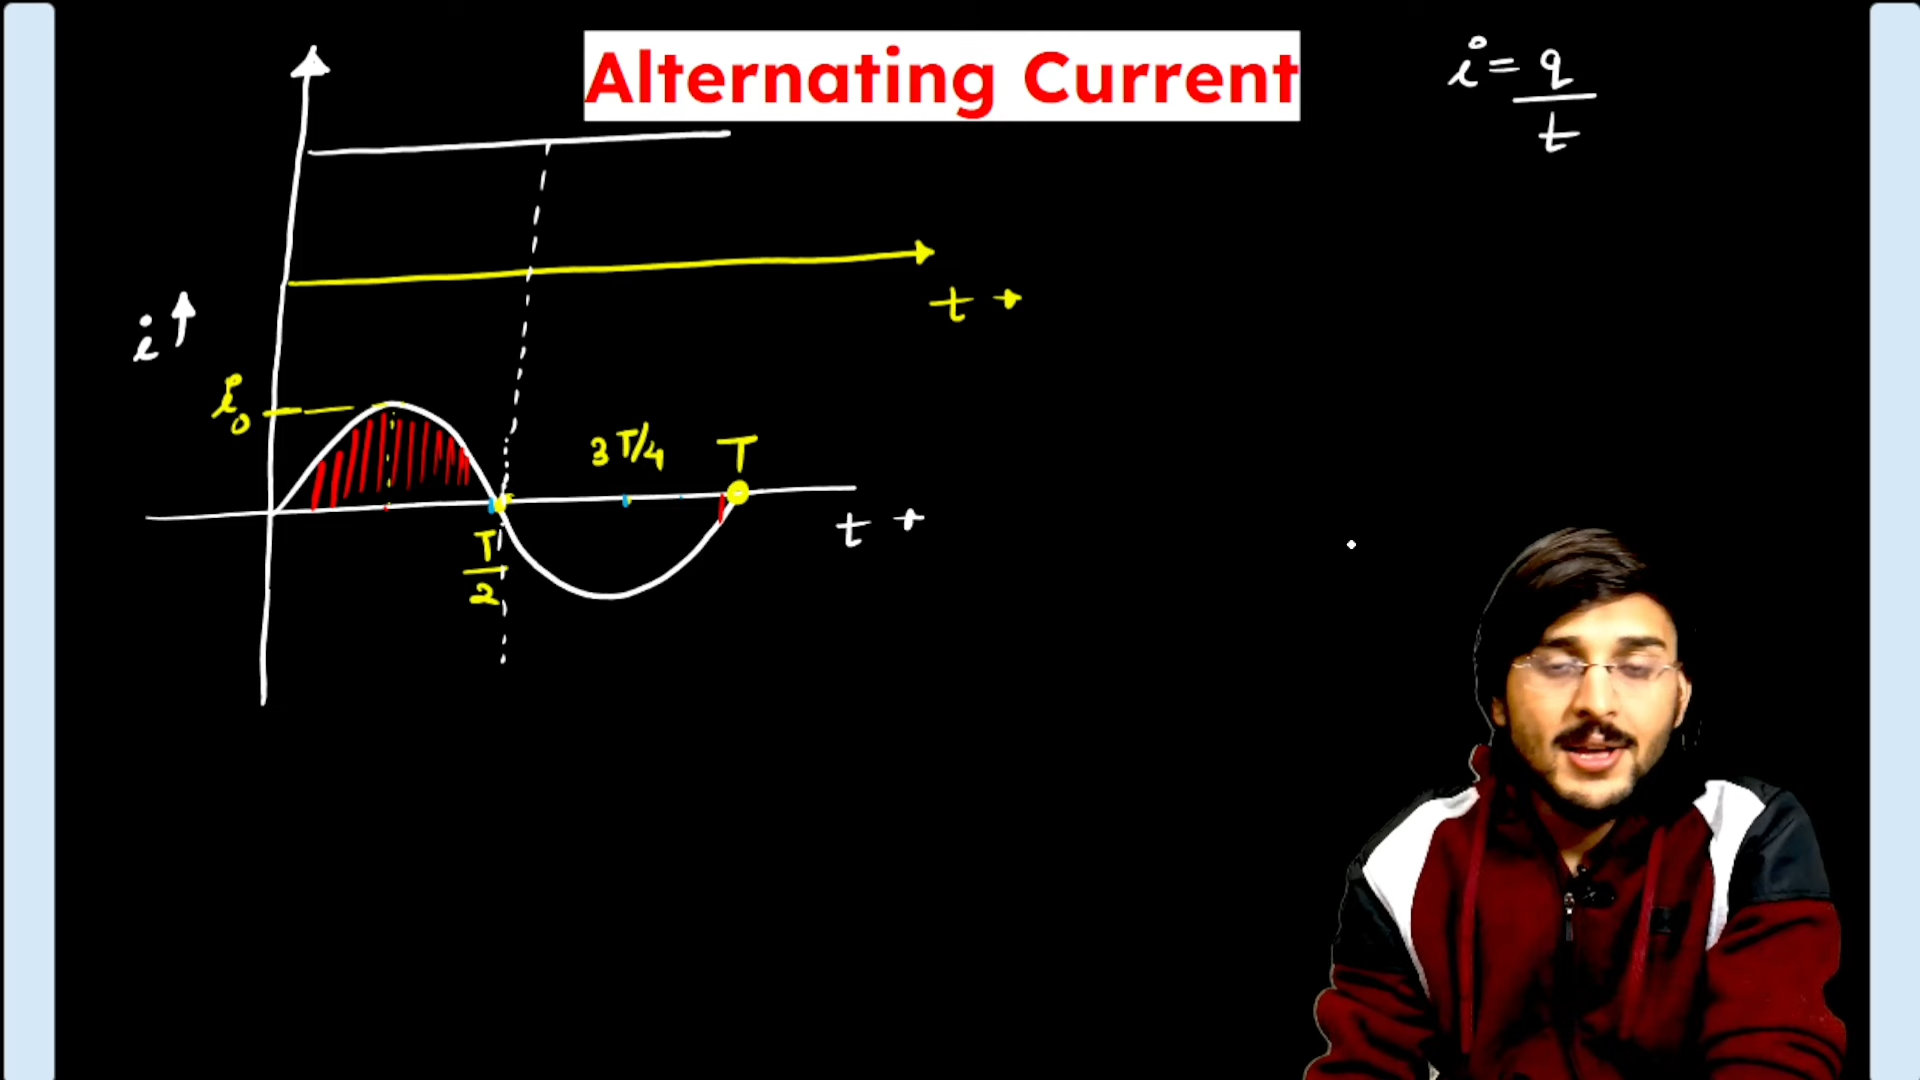 Alternating Current
i = q/t
t
i
i₀
3T/4
T
t
T/2